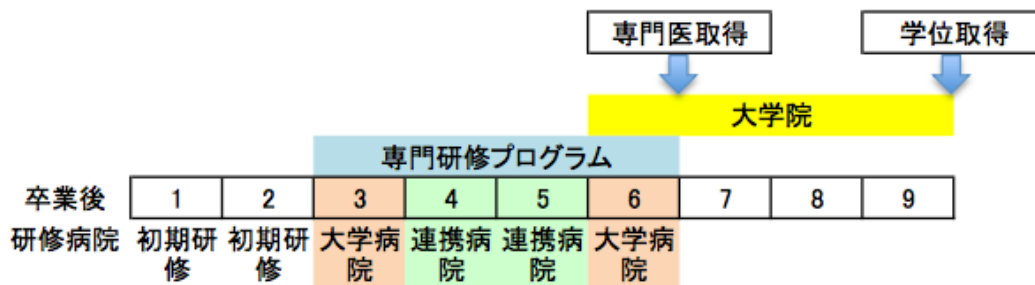 専門医取得 学位取得
大学院
専門研修プログラム
卒業後 1 2 3 4 5 6 7 8 9
研修病院 初期研 初期研 大学病 連携病 連携病 大学病
修 修 院 院 院 院